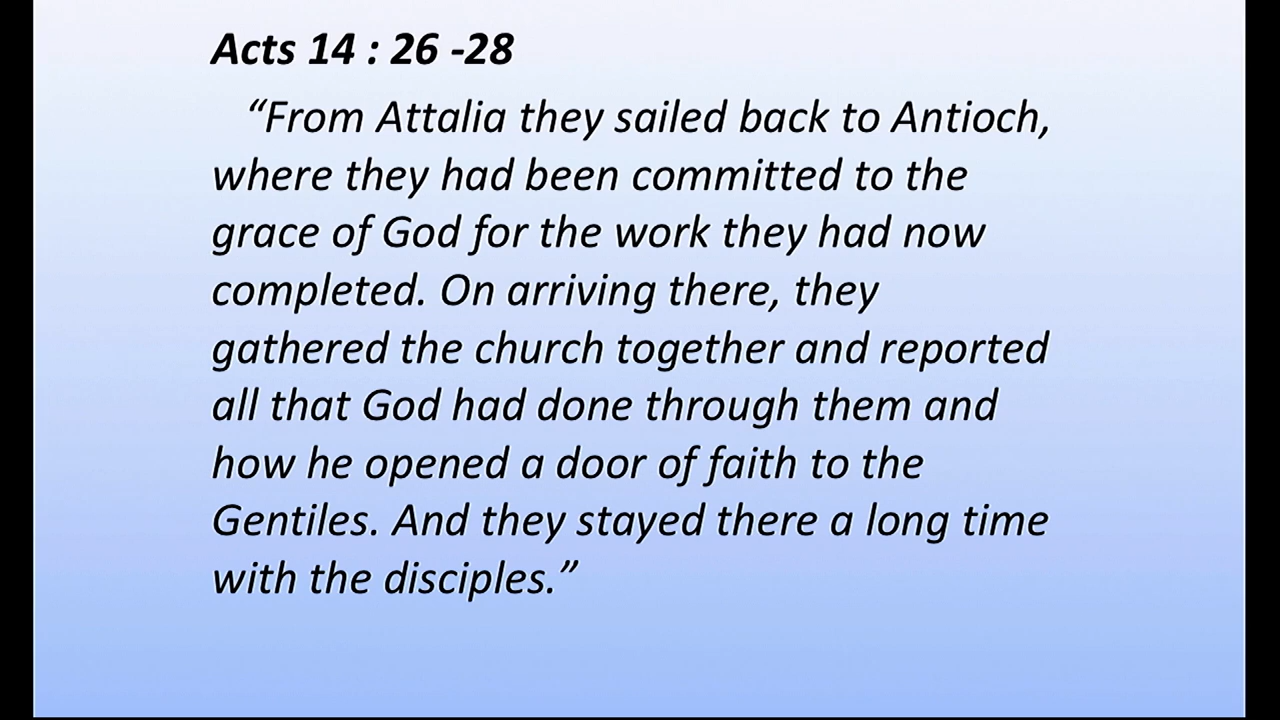 Acts 14 : 26 -28
“From Attalia they sailed back to Antioch,
where they had been committed to the
grace of God for the work they had now
completed. On arriving there, they
gathered the church together and reported
all that God had done through them and
how he opened a door of faith to the
Gentiles. And they stayed there a long time
with the disciples.”